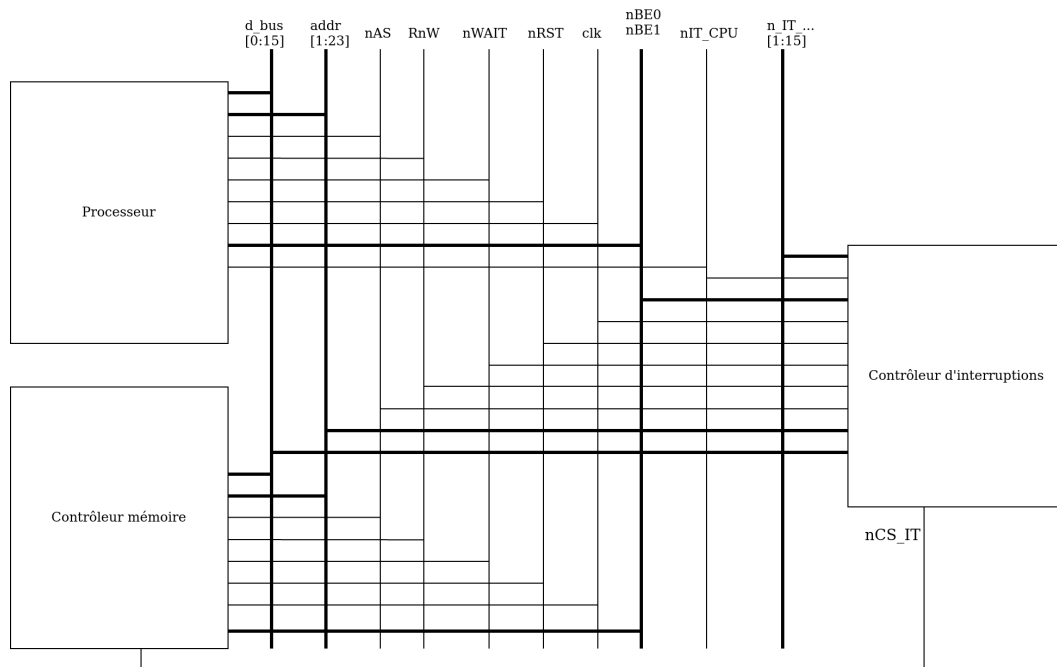 d_bus
[0:15]
addr
[1:23]
nAS
RnW
nWAIT
nRST
clk
nBE0
nBE1
nIT_CPU
n_IT_...
[1:15]
Processeur
Contrôleur d'interruptions
Contrôleur mémoire
nCS_IT